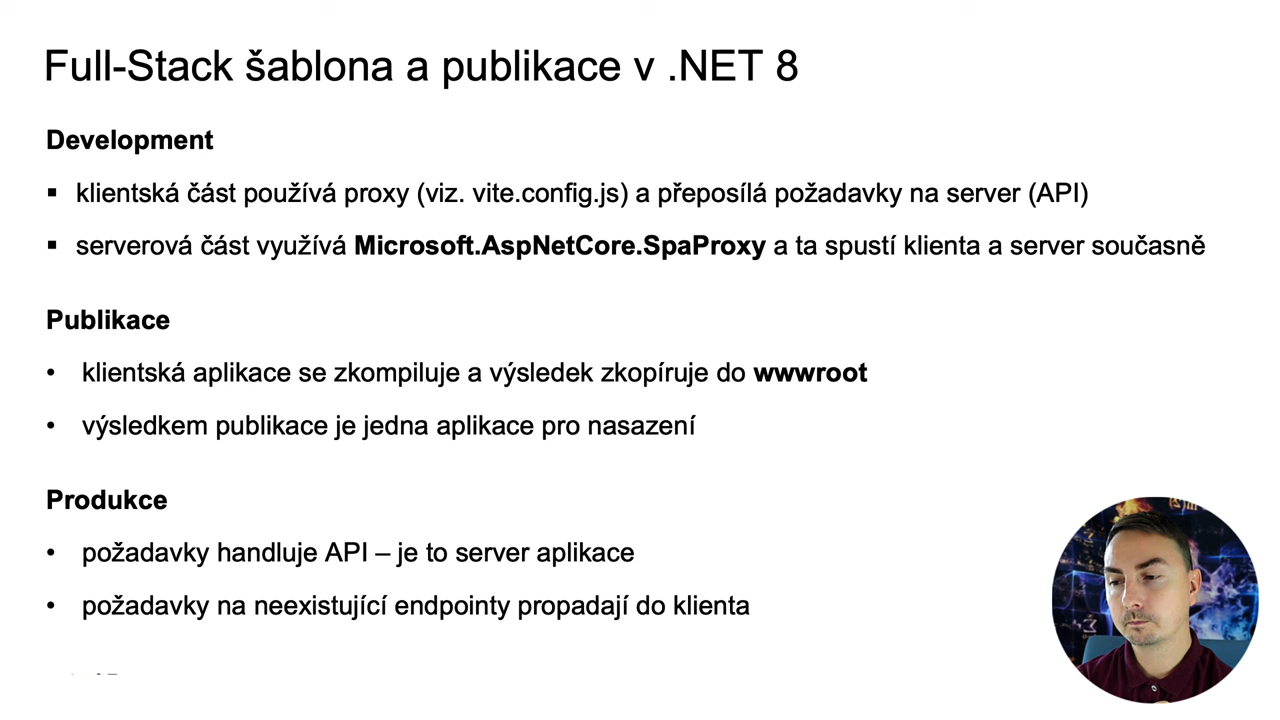 Full-Stack šablona a publikace v .NET 8
Development
▪ klientská část používá proxy (viz. vite.config.js) a přeposílá požadavky na server (API)
▪ serverová část využívá Microsoft.AspNetCore.SpaProxy a ta spustí klienta a server současně
Publikace
• klientská aplikace se zkompiluje a výsledek zkopíruje do wwwroot
• výsledkem publikace je jedna aplikace pro nasazení
Produkce
• požadavky handluje API – je to server aplikace
• požadavky na neexistující endpointy propadají do klienta